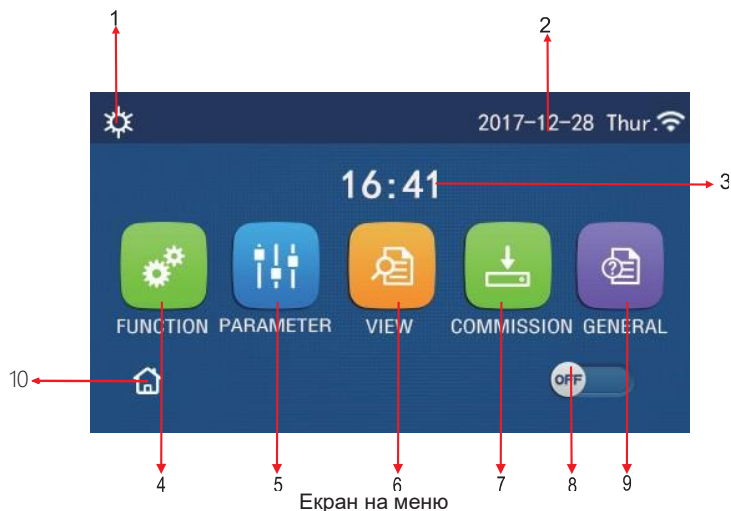 1
2
2017-12-28 Thur.
16:41
3
FUNCTION PARAMETER VIEW COMMISSION GENERAL
10
OFF
4 5 6 7 8 9
Екран на меню